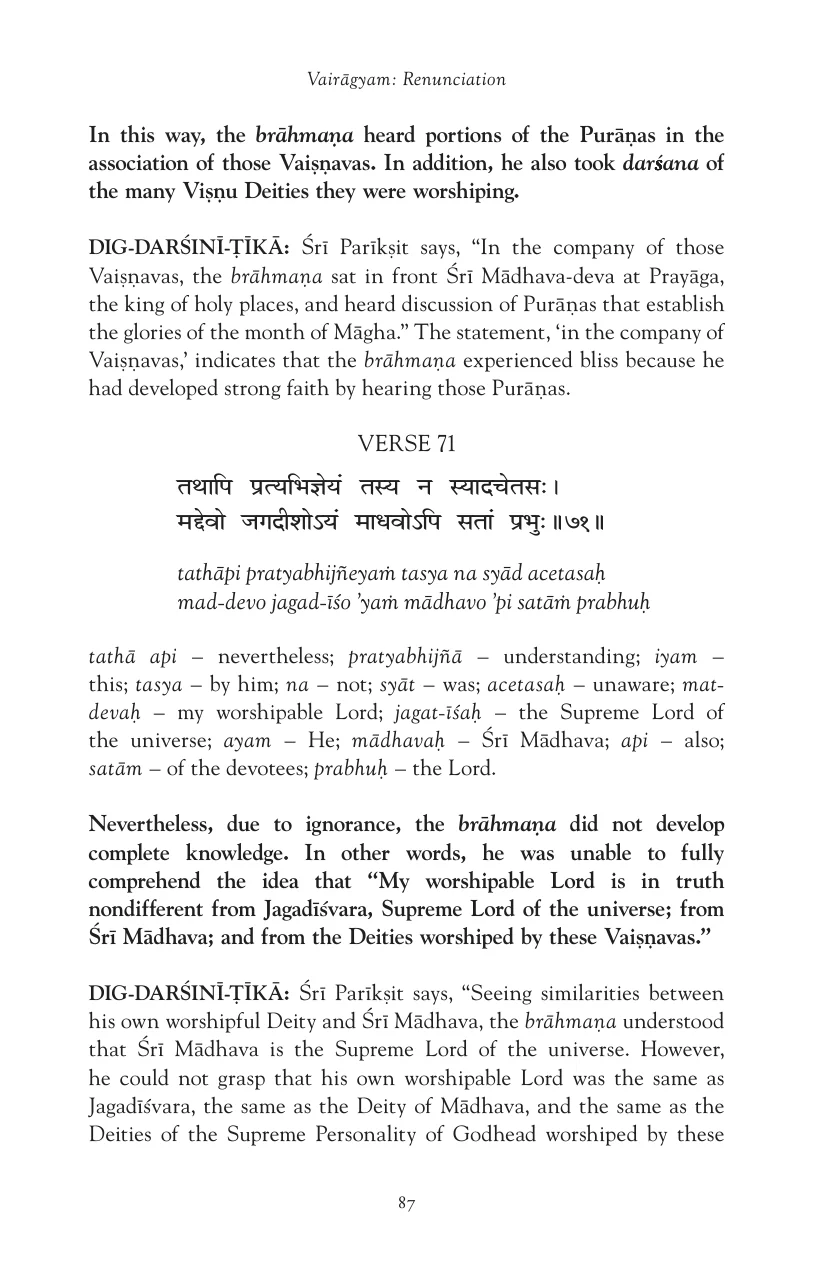 Vairāgyam: Renunciation
In this way, the brāhmaṇa heard portions of the Purāṇas in the
association of those Vaiṣṇavas. In addition, he also took darśana of
the many Viṣṇu Deities they were worshiping.
DIG-DARŚINĪ-ṬĪKĀ: Śrī Parīkṣit says, “In the company of those
Vaiṣṇavas, the brāhmaṇa sat in front Śrī Mādhava-deva at Prayāga,
the king of holy places, and heard discussion of Purāṇas that establish
the glories of the month of Māgha.” The statement, ‘in the company of
Vaiṣṇavas,’ indicates that the brāhmaṇa experienced bliss because he
had developed strong faith by hearing those Purāṇas.
VERSE 71
तथापि प्रत्यभिज्ञेयं तस्य न स्यादचेतसः।
मद्देवो जगदीशोऽयं माधवोऽपि सतां प्रभुः॥७१॥
tathāpi pratyabhijñeyaṁ tasya na syād acetasaḥ
mad-devo jagad-īśo ’yaṁ mādhavo ’pi satāṁ prabhuḥ
tathā api – nevertheless; pratyabhijñā – understanding; iyam –
this; tasya – by him; na – not; syāt – was; acetasaḥ – unaware; mat-
devaḥ – my worshipable Lord; jagat-īśaḥ – the Supreme Lord of
the universe; ayam – He; mādhavaḥ – Śrī Mādhava; api – also;
satām – of the devotees; prabhuḥ – the Lord.
Nevertheless, due to ignorance, the brāhmaṇa did not develop
complete knowledge. In other words, he was unable to fully
comprehend the idea that “My worshipable Lord is in truth
nondifferent from Jagadīśvara, Supreme Lord of the universe; from
Śrī Mādhava; and from the Deities worshiped by these Vaiṣṇavas.”
DIG-DARŚINĪ-ṬĪKĀ: Śrī Parīkṣit says, “Seeing similarities between
his own worshipful Deity and Śrī Mādhava, the brāhmaṇa understood
that Śrī Mādhava is the Supreme Lord of the universe. However,
he could not grasp that his own worshipable Lord was the same as
Jagadīśvara, the same as the Deity of Mādhava, and the same as the
Deities of the Supreme Personality of Godhead worshiped by these
87